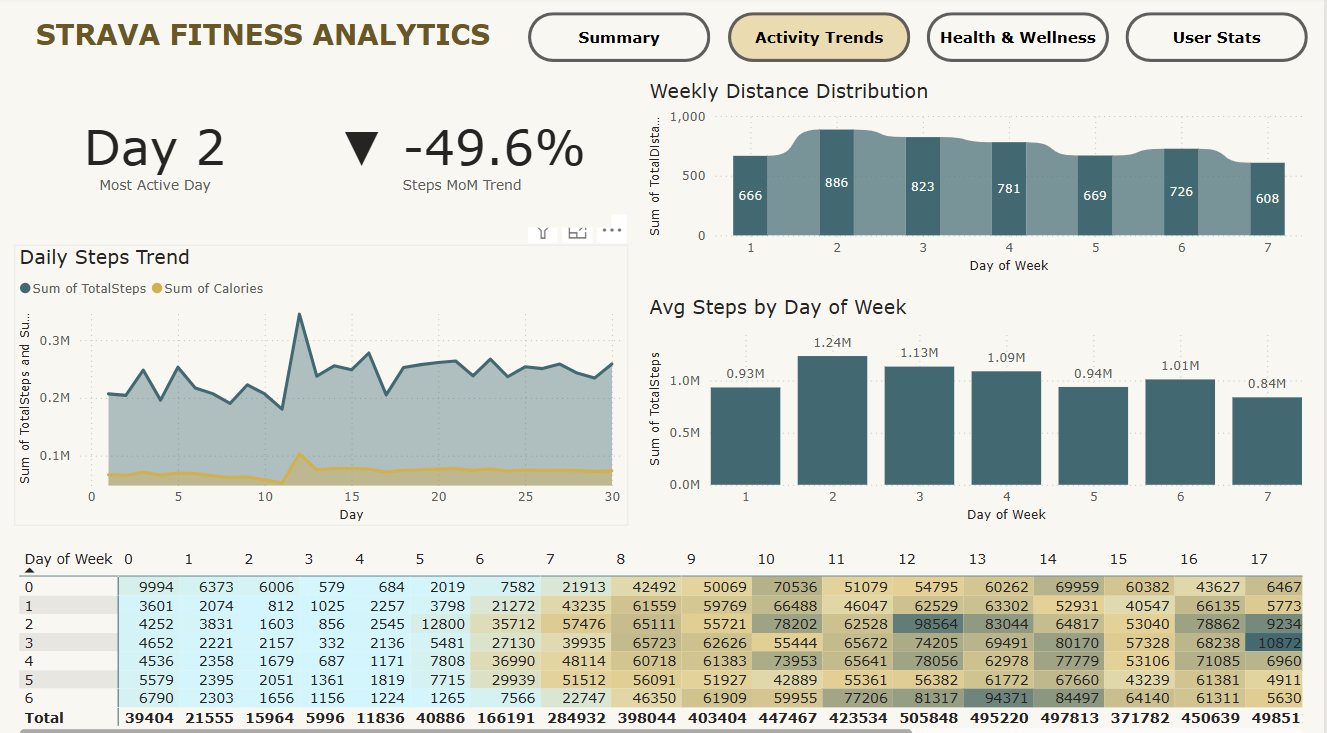 STRAVA FITNESS ANALYTICS
Summary
Activity Trends
Health & Wellness
User Stats
Day 2
Most Active Day
▼ -49.6%
Steps MoM Trend
Weekly Distance Distribution
Sum of TotalDista...
1,000
500
0
666
886
823
781
669
726
608
1 2 3 4 5 6 7
Day of Week
Daily Steps Trend
Sum of TotalSteps Sum of Calories
Sum of TotalSteps and Su...
0.3M
0.2M
0.1M
0 5 10 15 20 25 30
Day
Avg Steps by Day of Week
Sum of TotalSteps
1.0M
0.5M
0.0M
0.93M
1.24M
1.13M
1.09M
0.94M
1.01M
0.84M
1 2 3 4 5 6 7
Day of Week
Day of Week 0 1 2 3 4 5 6 7 8 9 10 11 12 13 14 15 16 17
0 9994 6373 6006 579 684 2019 7582 21913 42492 50069 70536 51079 54795 60262 69959 60382 43627 6467
1 3601 2074 812 1025 2257 3798 21272 43235 61559 59769 66488 46047 62529 63302 52931 40547 66135 5773
2 4252 3831 1603 856 2545 12800 35712 57476 65111 55721 78202 62528 98564 83044 64817 53040 78862 9234
3 4652 2221 2157 332 2136 5481 27130 39935 65723 62626 55444 65672 74205 69491 80170 57328 68238 10872
4 4536 2358 1679 687 1171 7808 36990 48114 60718 61383 73953 65641 78056 62978 77779 53106 71085 6960
5 5579 2395 2051 1361 1819 7715 29939 51512 56091 51927 42889 55361 56382 61772 67660 43239 61381 4911
6 6790 2303 1656 1156 1224 1265 7566 22747 46350 61909 59955 77206 81317 94371 84497 64140 61311 5630
Total 39404 21555 15964 5996 11836 40886 166191 284932 398044 403404 447467 423534 505848 495220 497813 371782 450639 49851